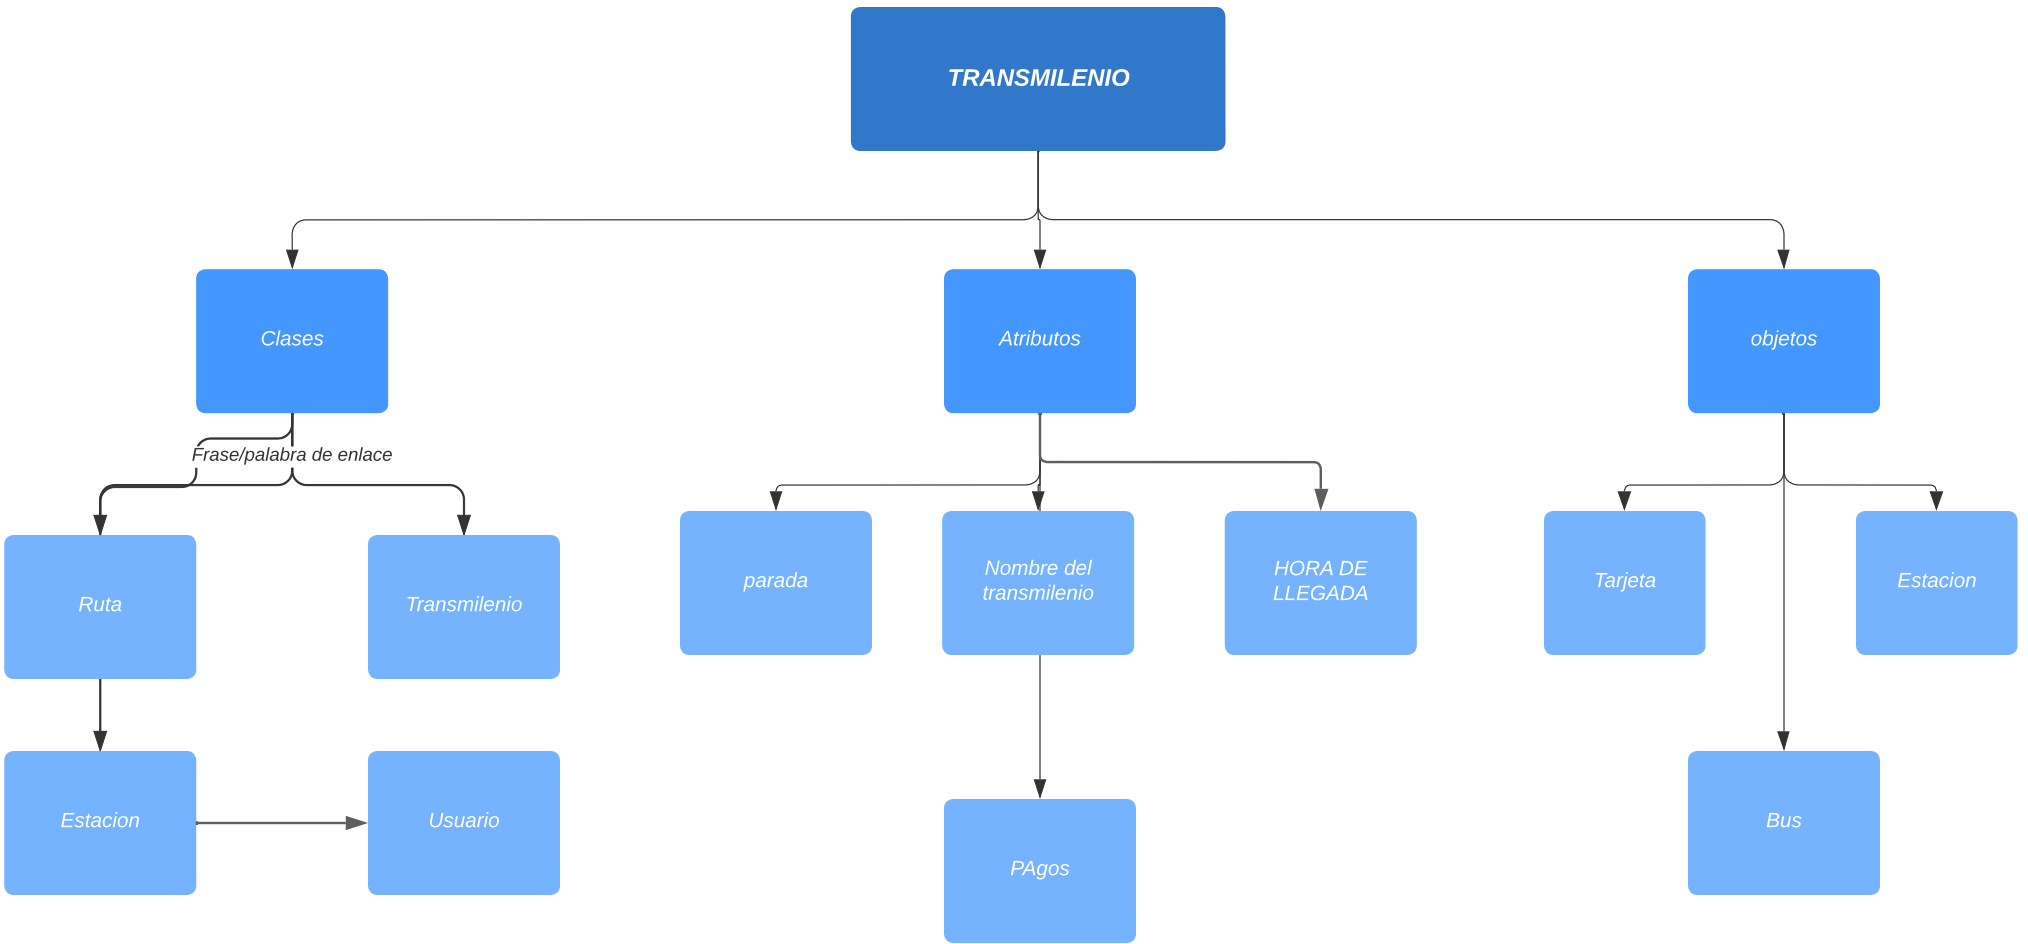 TRANSMILENIO
Clases
Atributos
objetos
Frase/palabra de enlace
Ruta
Transmilenio
parada
Nombre del
transmilenio
HORA DE
LLEGADA
Tarjeta
Estacion
Estacion
Usuario
PAgos
Bus